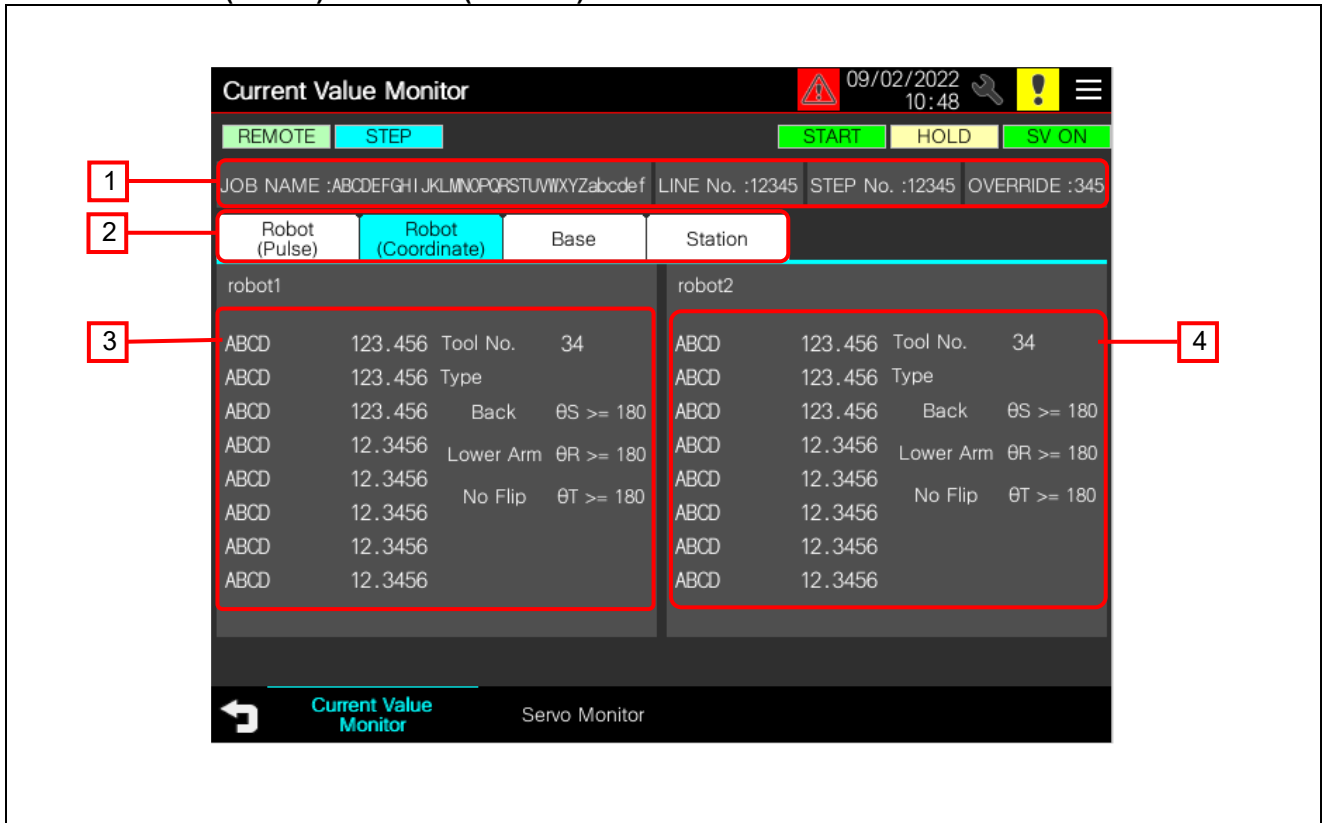 Current Value Monitor
09/02/2022
10:48
REMOTE STEP START HOLD SV ON
1
JOB NAME :ABCDEFGHIJKLMNOPQRSTUVWXYZabcdef LINE No. :12345 STEP No. :12345 OVERRIDE :345
2
Robot
(Pulse)
Robot
(Coordinate)
Base
Station
robot1
3
ABCD 123.456 Tool No. 34
ABCD 123.456 Type
ABCD 123.456 Back θS >= 180
ABCD 12.3456 Lower Arm θR >= 180
ABCD 12.3456 No Flip θT >= 180
ABCD 12.3456
ABCD 12.3456
ABCD 12.3456
robot2
4
ABCD 123.456 Tool No. 34
ABCD 123.456 Type
ABCD 123.456 Back θS >= 180
ABCD 12.3456 Lower Arm θR >= 180
ABCD 12.3456 No Flip θT >= 180
ABCD 12.3456
ABCD 12.3456
ABCD 12.3456
Current Value
Monitor
Servo Monitor